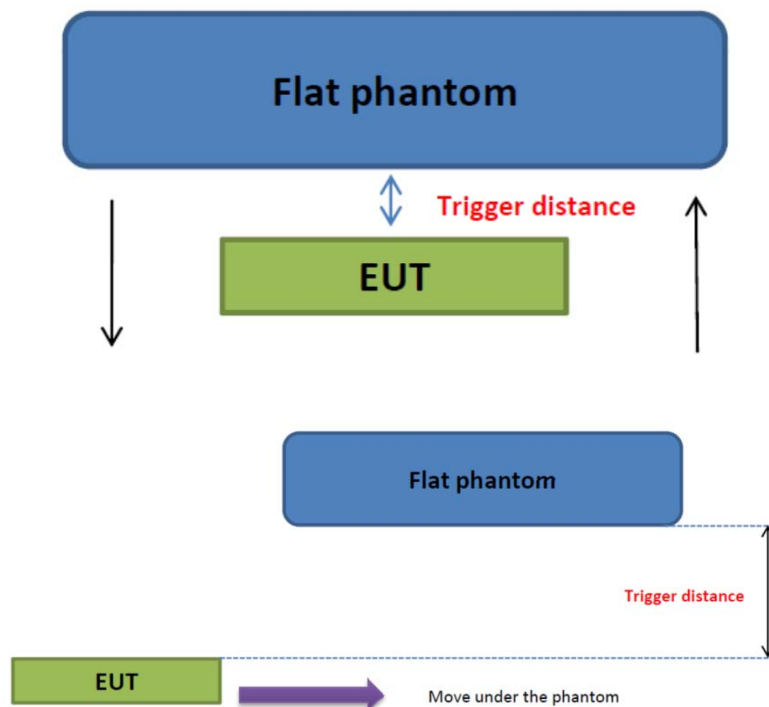 Flat phantom
Trigger distance
EUT
Flat phantom
Trigger distance
EUT
Move under the phantom